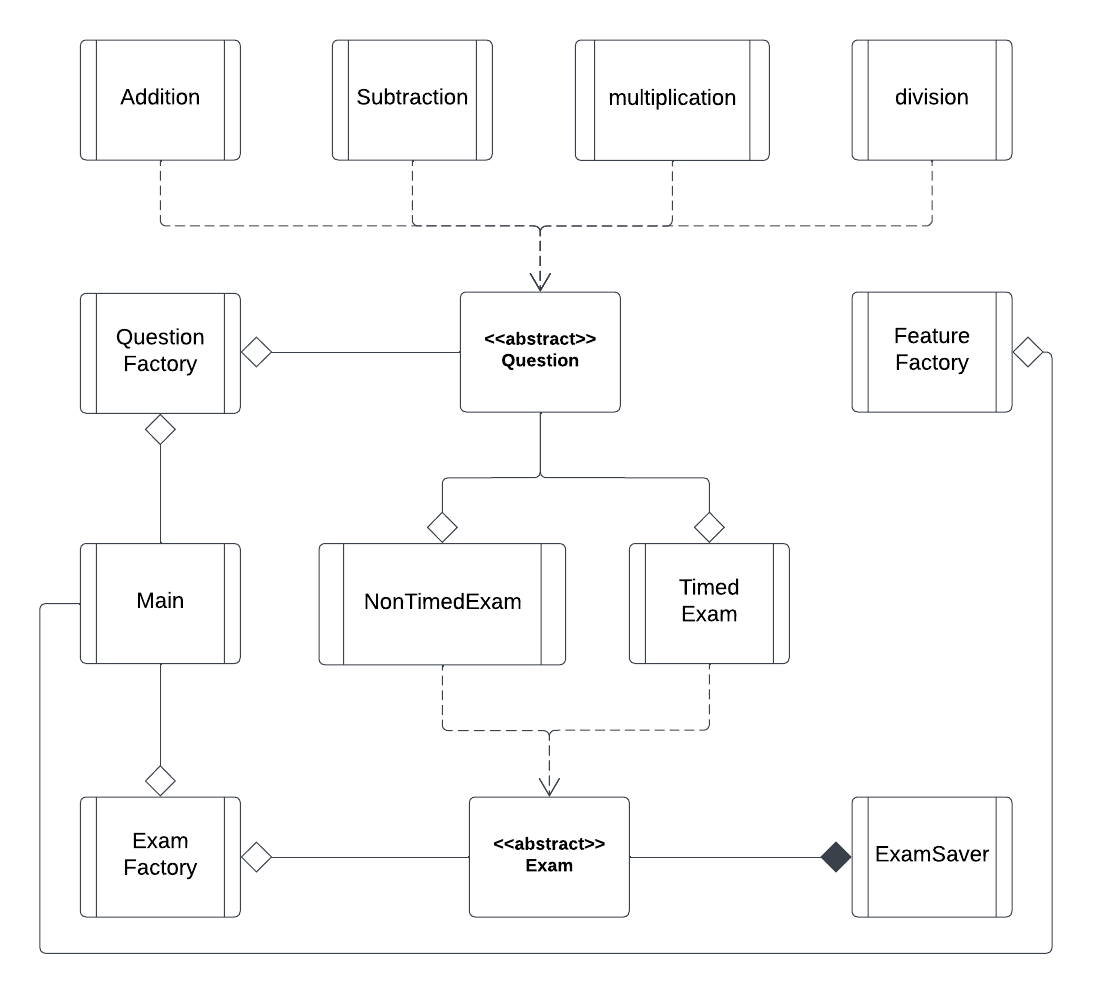 Addition
Subtraction
multiplication
division
Question
Factory
<<abstract>>
Question
Feature
Factory
Main
NonTimedExam
Timed
Exam
Exam
Factory
<<abstract>>
Exam
ExamSaver